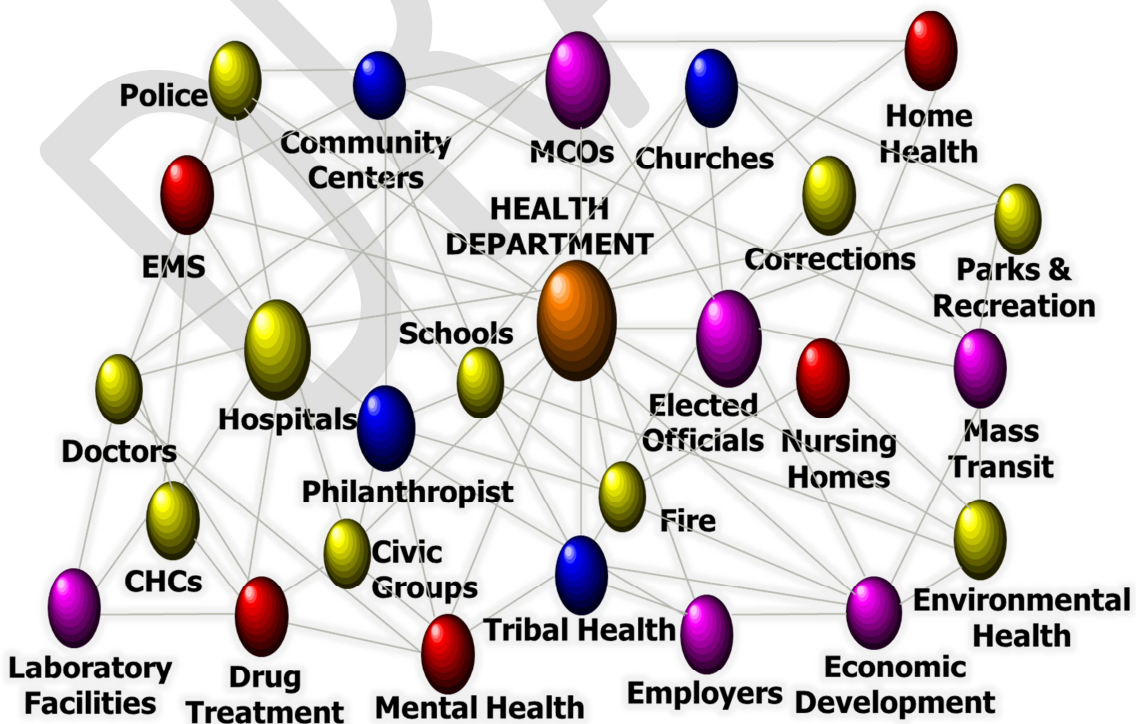 Police
Community
Centers
MCOs
Churches
Home
Health
EMS
HEALTH
DEPARTMENT
Corrections
Parks &
Recreation
Schools
Hospitals
Elected
Officials
Nursing
Homes
Mass
Transit
Doctors
Philanthropist
Fire
CHCs
Civic
Groups
Tribal Health
Environmental
Health
Laboratory
Facilities
Drug
Treatment
Mental Health
Employers
Economic
Development